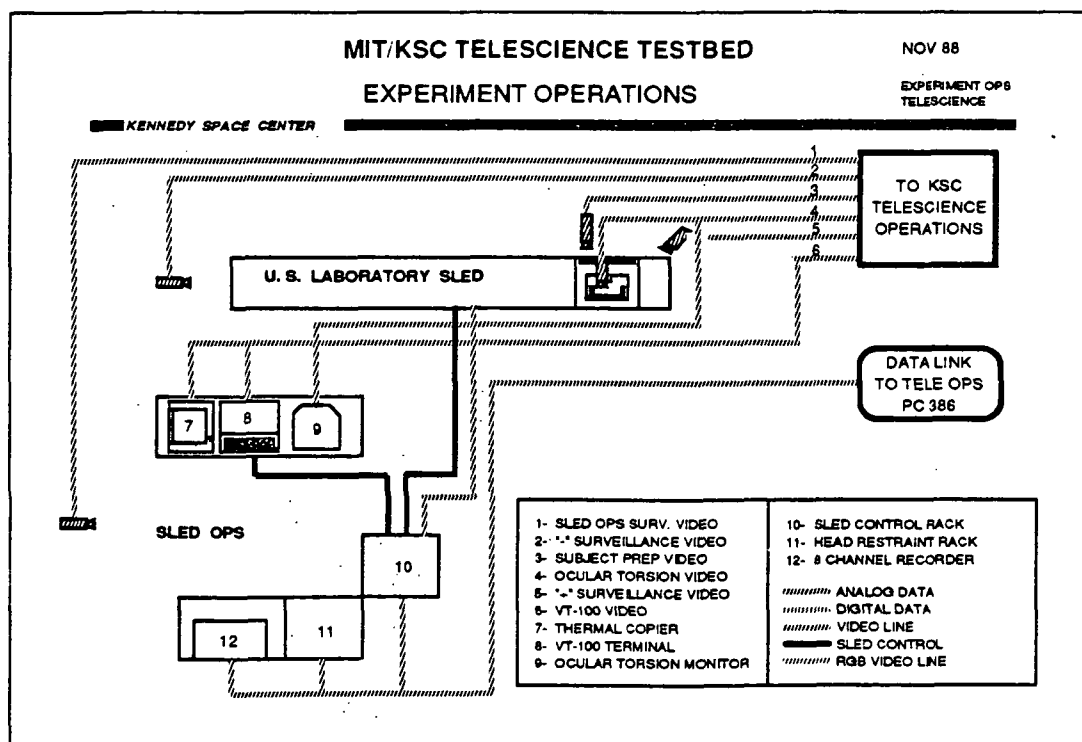 MIT/KSC TELESCIENCE TESTBED
NOV 88
EXPERIMENT OPERATIONS
EXPERIMENT OPS
TELESCIENCE
KENNEDY SPACE CENTER
1
2
3
4
5
6
TO KSC
TELESCIENCE
OPERATIONS
U. S. LABORATORY SLED
DATA LINK
TO TELE OPS
PC 386
7
8
9
SLED OPS
10
11
12
1- SLED OPS SURV. VIDEO
2- "-" SURVEILLANCE VIDEO
3- SUBJECT PREP VIDEO
4- OCULAR TORSION VIDEO
5- "-" SURVEILLANCE VIDEO
6- VT-100 VIDEO
7- THERMAL COPIER
8- VT-100 TERMINAL
9- OCULAR TORSION MONITOR
10- SLED CONTROL RACK
11- HEAD RESTRAINT RACK
12- 8 CHANNEL RECORDER
ANALOG DATA
DIGITAL DATA
VIDEO LINE
SLED CONTROL
RGB VIDEO LINE